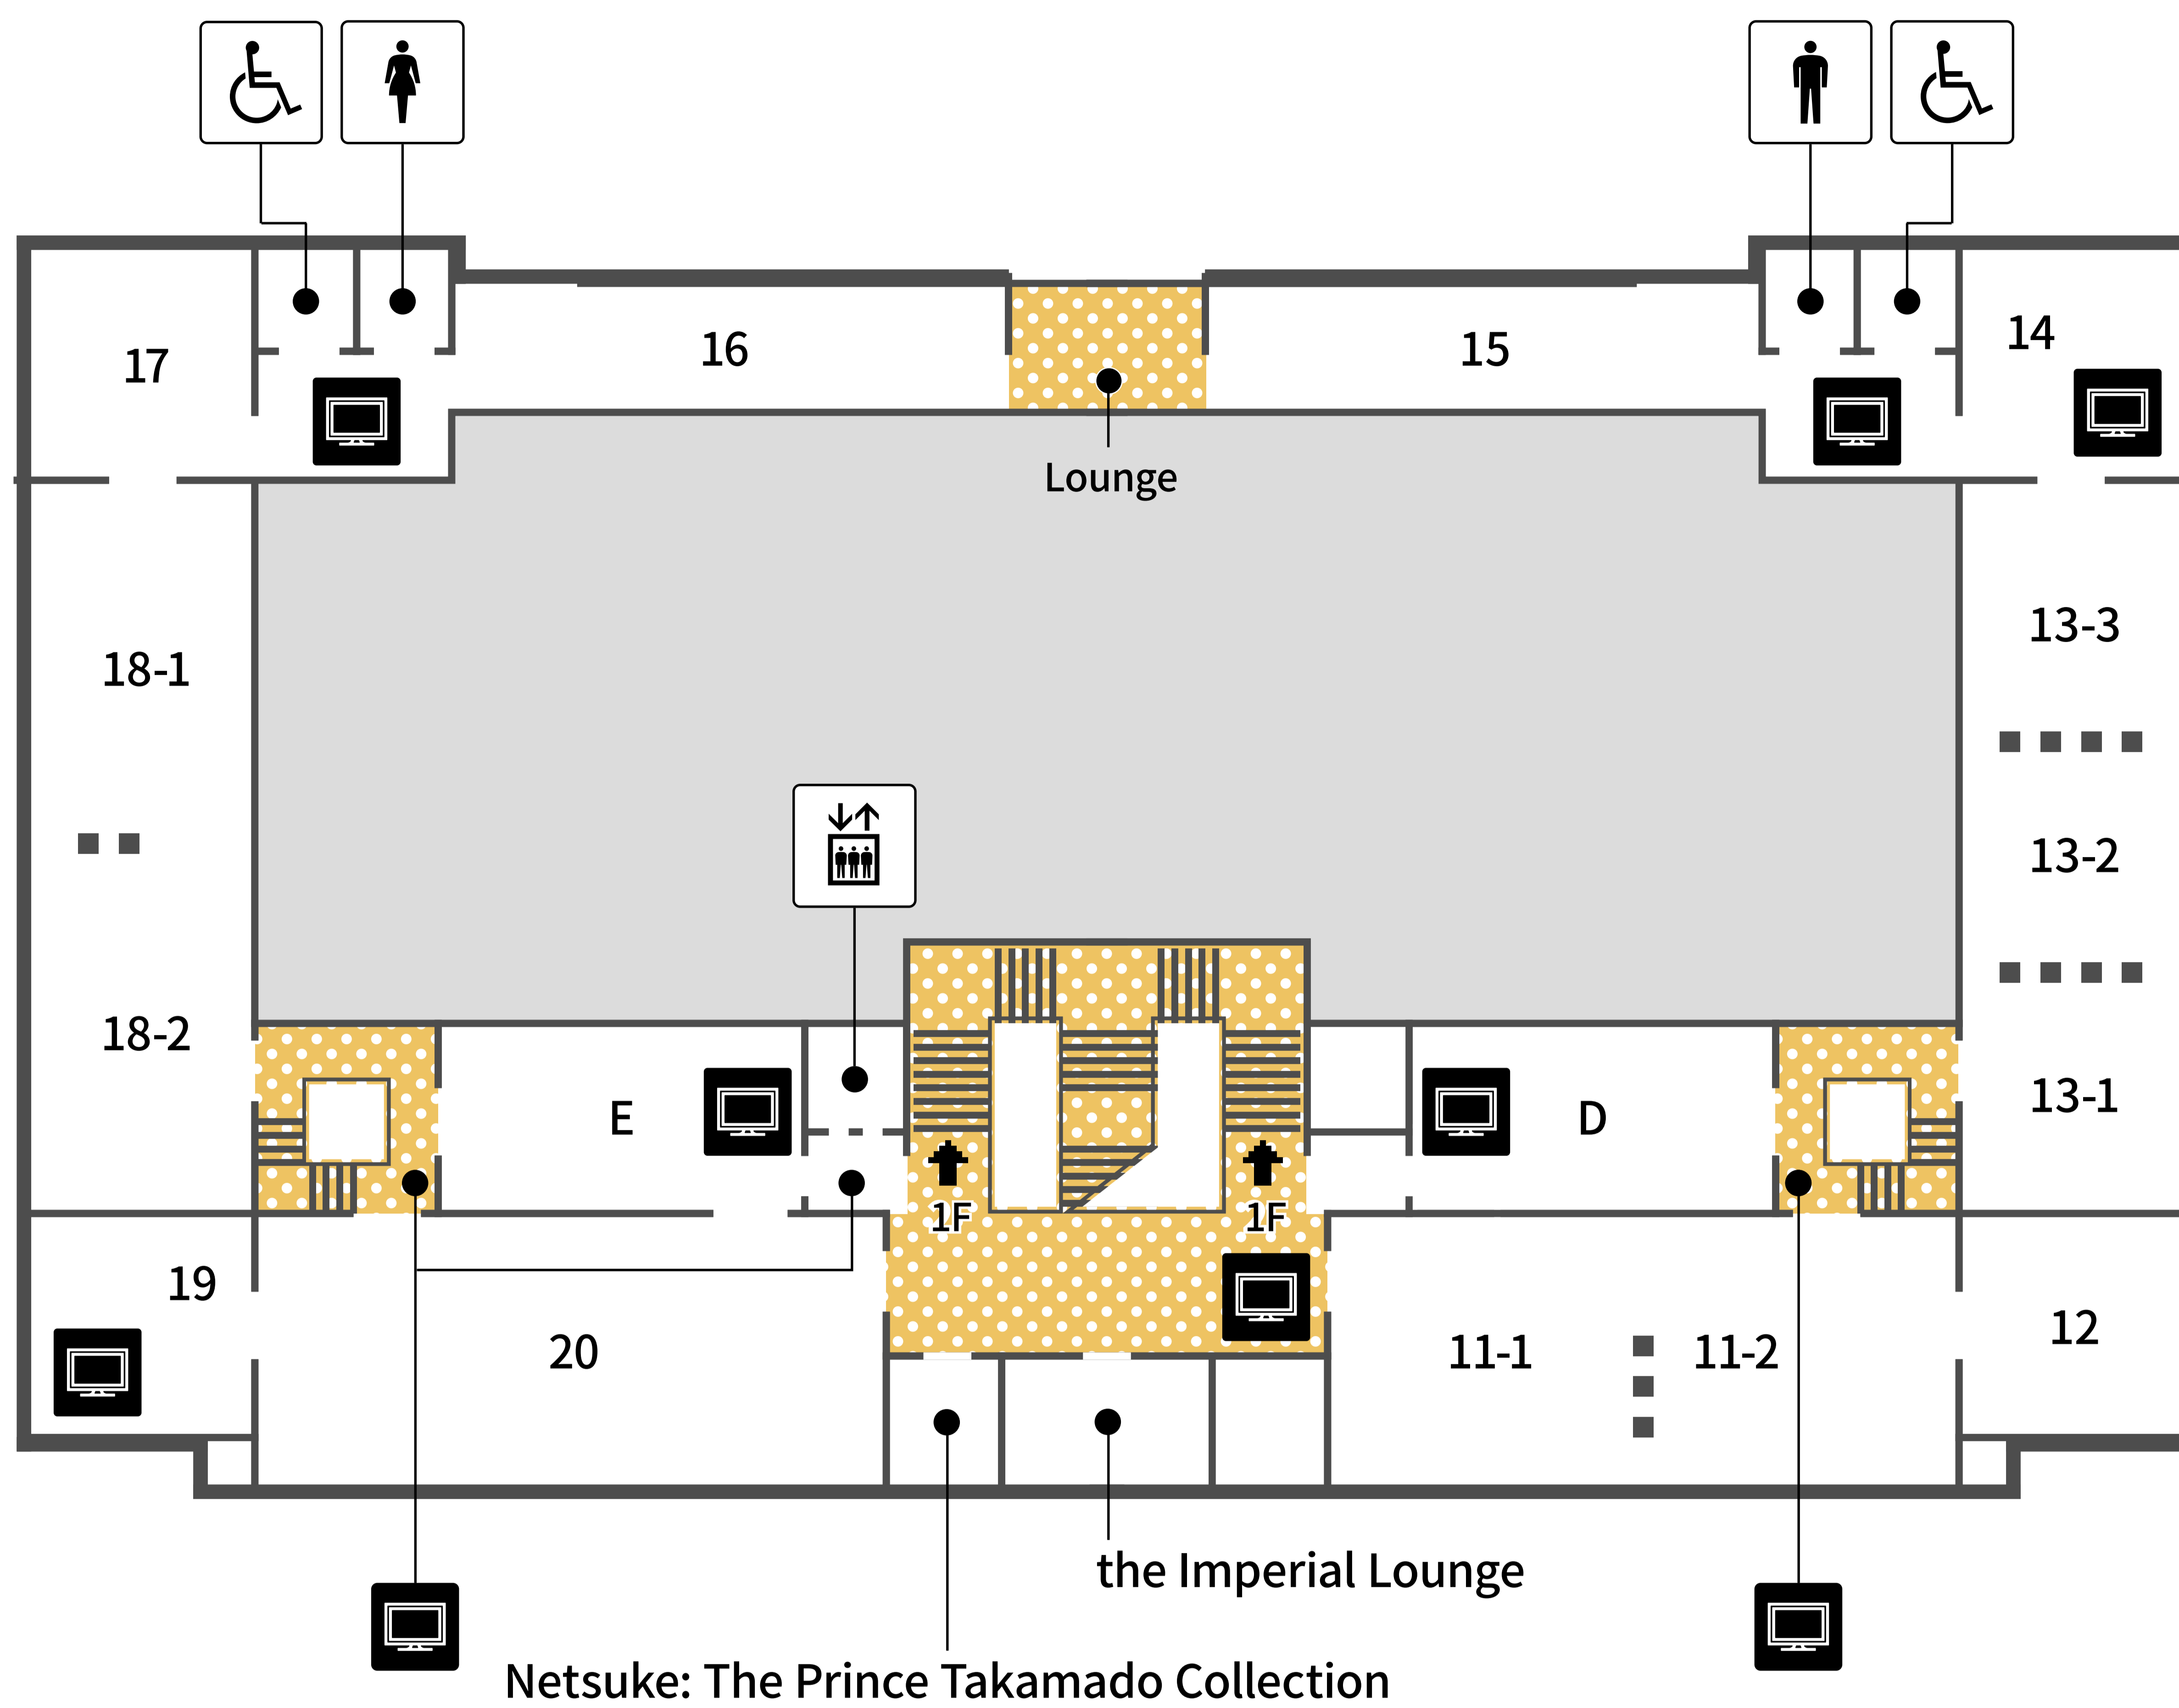 17
16
15
14
Lounge
18-1
13-3
13-2
18-2
E
D
13-1
1F
1F
19
20
11-1
11-2
12
the Imperial Lounge
Netsuke: The Prince Takamado Collection